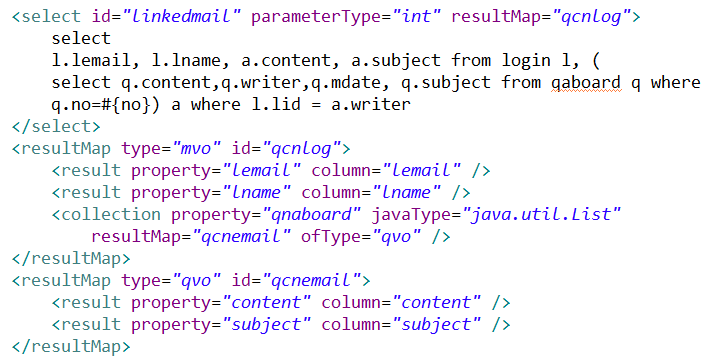 <select id="linkedmail" parameterType="int" resultMap="qcnlog">
select
l.lemail, l.lname, a.content, a.subject from login l, (
select q.content,q.writer,q.mdate, q.subject from qaboard q where
q.no=#{no}) a where l.lid = a.writer
</select>
<resultMap type="mvo" id="qcnlog">
<result property="lemail" column="lemail" />
<result property="lname" column="lname" />
<collection property="qnaboard" javaType="java.util.List"
resultMap="qcnemail" ofType="qvo" />
</resultMap>
<resultMap type="qvo" id="qcnemail">
<result property="content" column="content" />
<result property="subject" column="subject" />
</resultMap>